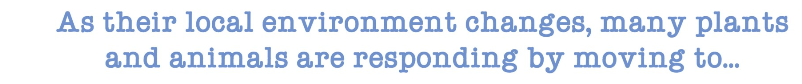 As their local environment changes, many plants
and animals are responding by moving to...